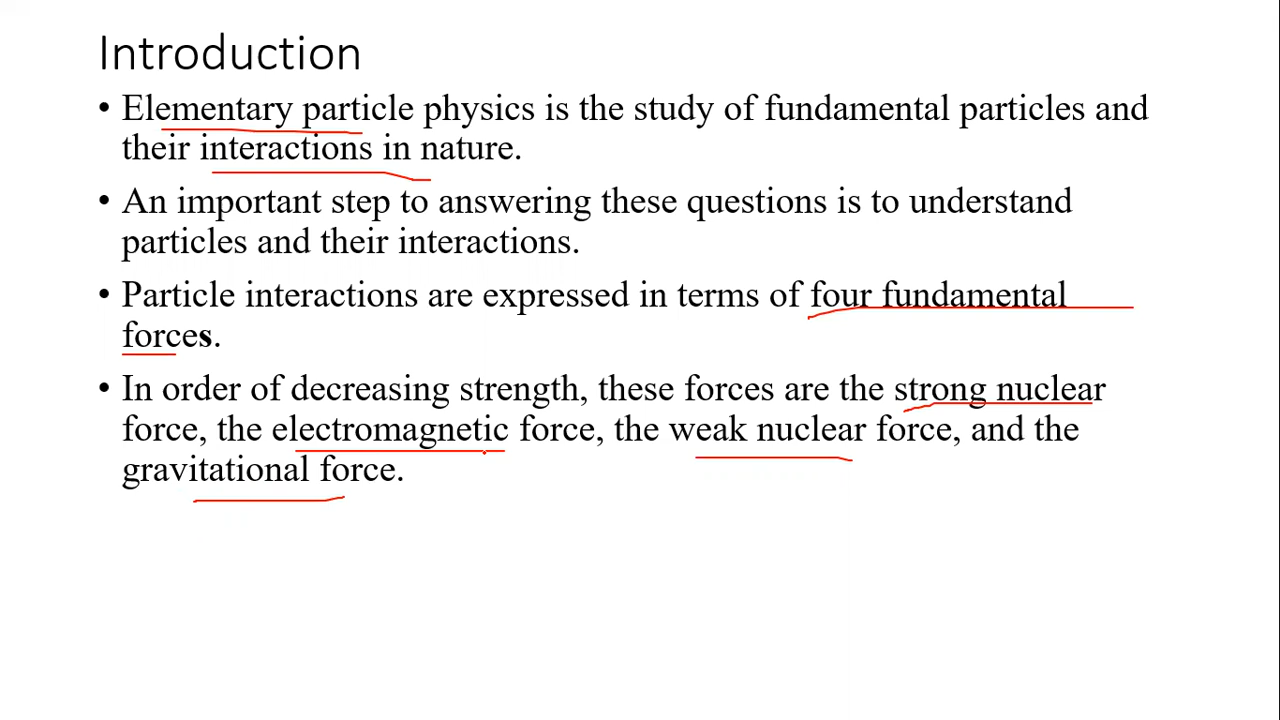 Introduction
• Elementary particle physics is the study of fundamental particles and
their interactions in nature.
• An important step to answering these questions is to understand
particles and their interactions.
• Particle interactions are expressed in terms of four fundamental
forces.
• In order of decreasing strength, these forces are the strong nuclear
force, the electromagnetic force, the weak nuclear force, and the
gravitational force.